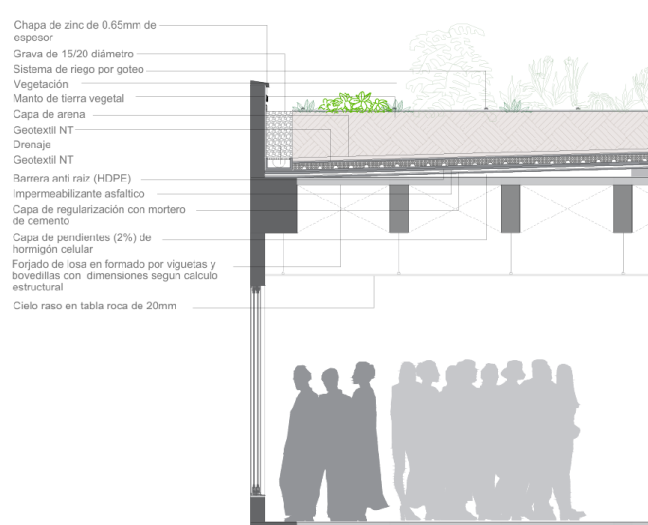 Chapa de zinc de 0.65mm de
espesor
Grava de 15/20 diámetro
Sistema de riego por goteo
Vegetación
Manto de tierra vegetal
Capa de arena
Geotextil NT
Drenaje
Geotextil NT
Barrera anti raiz (HDPE)
Impermeabilizante asfaltico
Capa de regularización con mortero
de cemento
Capa de pendientes (2%) de
hormigón celular
Forjado de losa en formado por viguetas y
bovedillas con dimensiones segun calculo
estructural
Cielo raso en tabla roca de 20mm